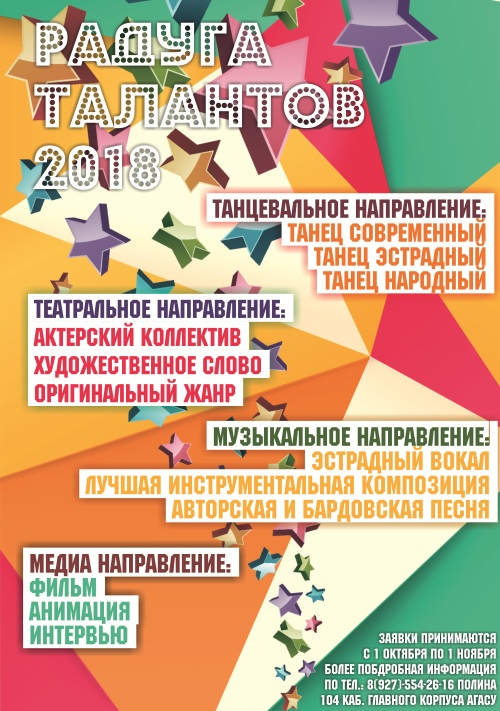 РАДУГА
ТАЛАНТОВ
2018
ТАНЦЕВАЛЬНОЕ НАПРАВЛЕНИЕ:
ТАНЕЦ СОВРЕМЕННЫЙ
ТАНЕЦ ЭСТРАДНЫЙ
ТАНЕЦ НАРОДНЫЙ
ТЕАТРАЛЬНОЕ НАПРАВЛЕНИЕ:
АКТЕРСКИЙ КОЛЛЕКТИВ
ХУДОЖЕСТВЕННОЕ СЛОВО
ОРИГИНАЛЬНЫЙ ЖАНР
МУЗЫКАЛЬНОЕ НАПРАВЛЕНИЕ:
ЭСТРАДНЫЙ ВОКАЛ
ЛУЧШАЯ ИНСТРУМЕНТАЛЬНАЯ КОМПОЗИЦИЯ
АВТОРСКАЯ И БАРДОВСКАЯ ПЕСНЯ
МЕДИА НАПРАВЛЕНИЕ:
ФИЛЬМ
АНИМАЦИЯ
ИНТЕРВЬЮ
ЗАЯВКИ ПРИНИМАЮТСЯ
С 1 ОКТЯБРЯ ПО 1 НОЯБРЯ
БОЛЕЕ ПОБДРОБНАЯ ИНФОРМАЦИЯ
ПО ТЕЛ.: 8(927)-554-26-16 ПОЛИНА
104 КАБ. ГЛАВНОГО КОРПУСА АГАСУ